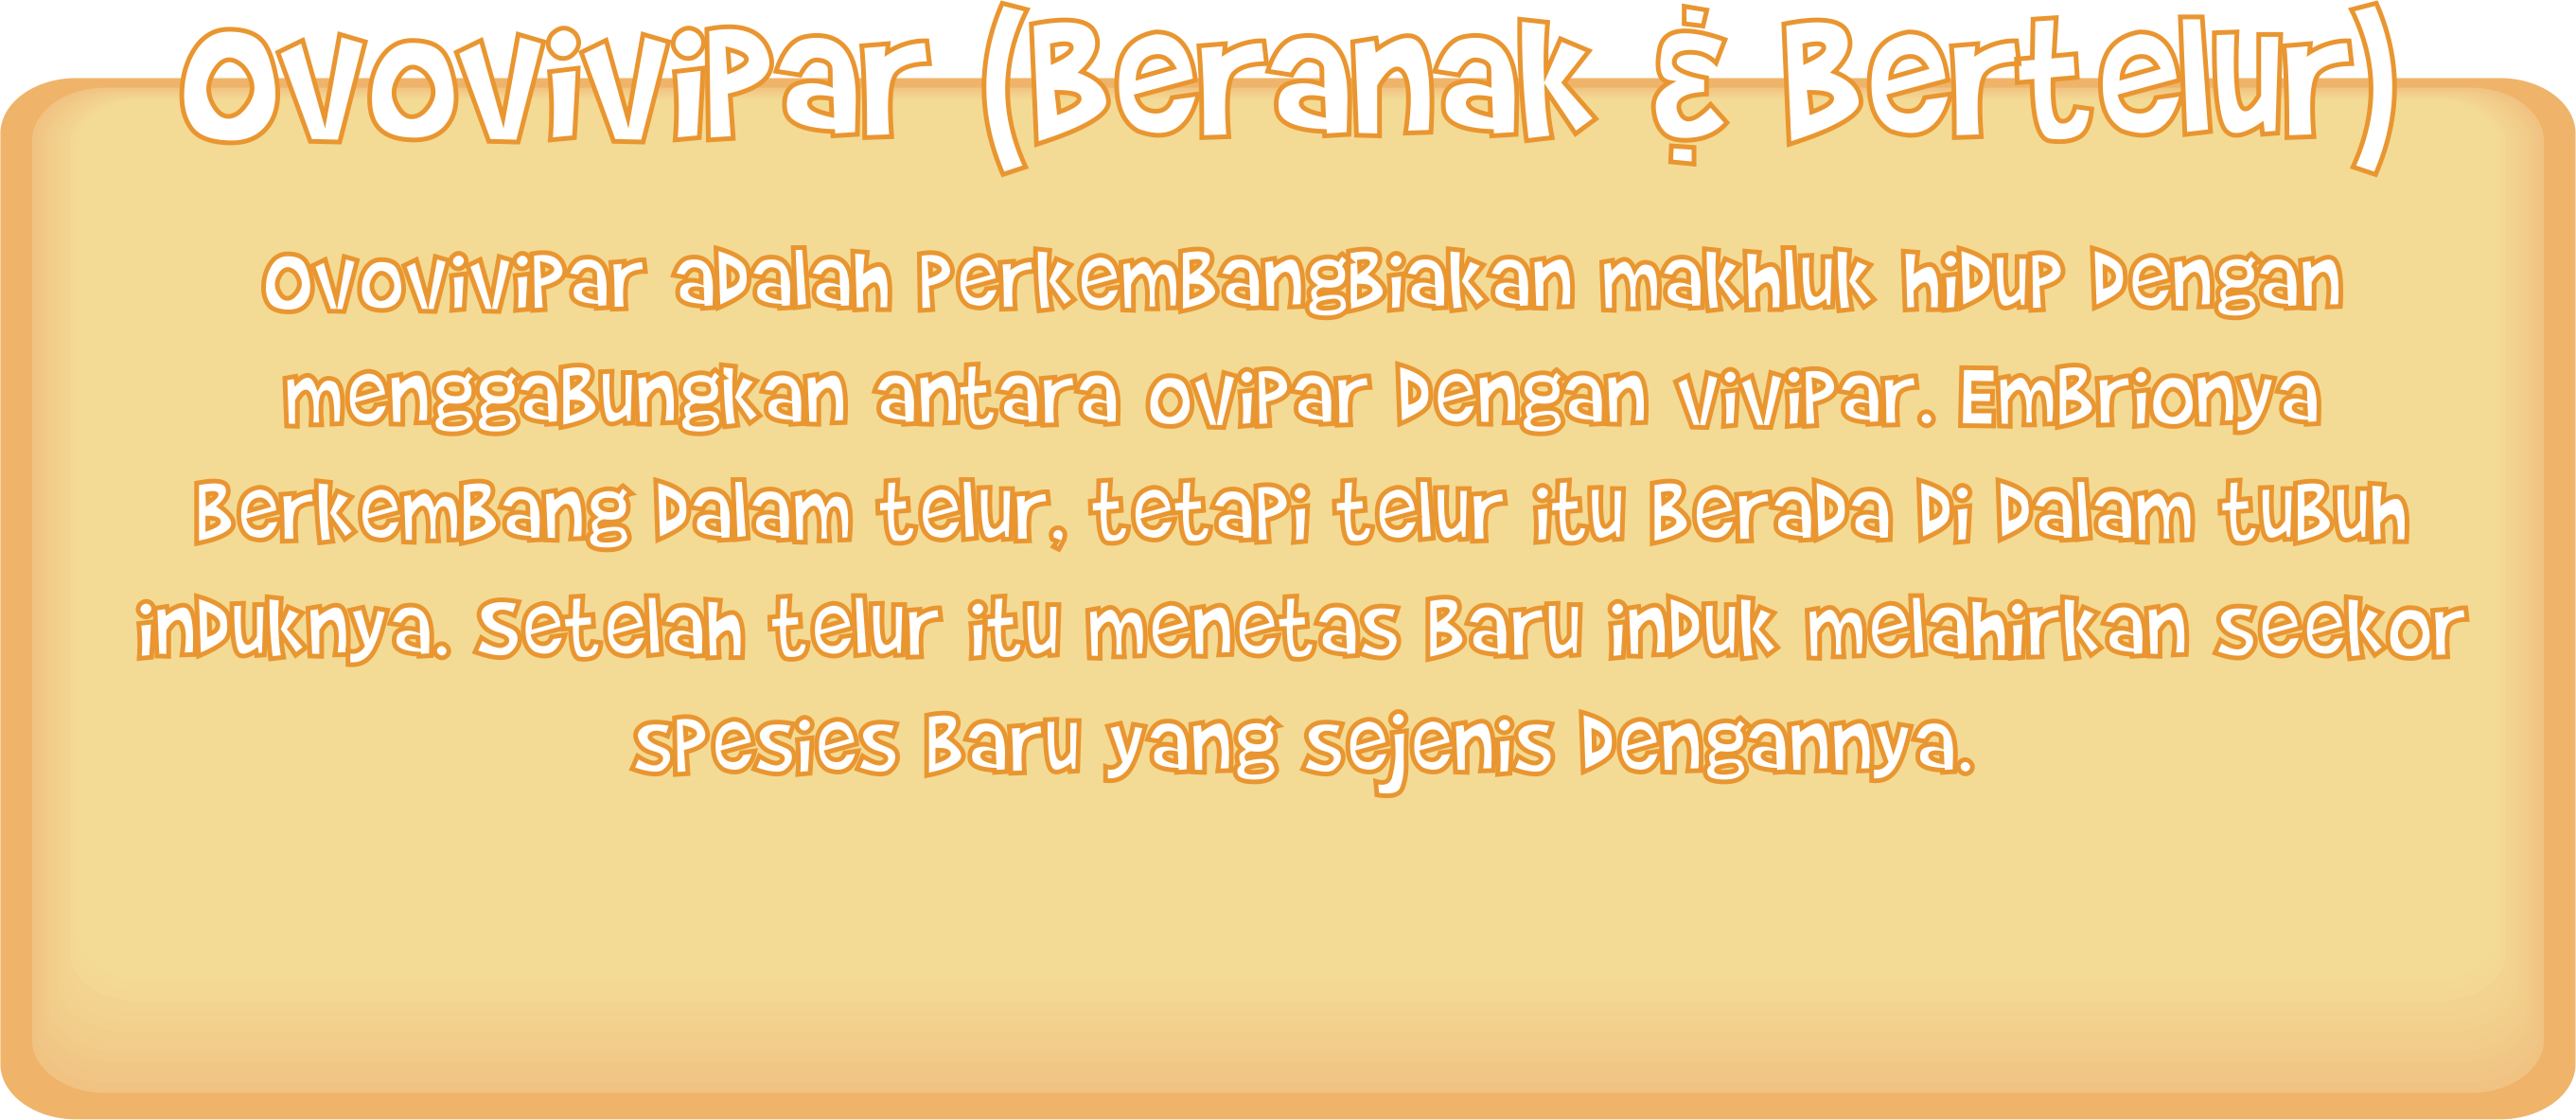 Ovovivipar (Beranak & Bertelur)
Ovovivipar adalah perkembangbiakan makhluk hidup dengan
menggabungkan antara ovipar dengan vivipar. Embrionya
berkembang dalam telur, tetapi telur itu berada di dalam tubuh
induknya. Setelah telur itu menetas baru induk melahirkan seekor
spesies baru yang sejenis dengannya.